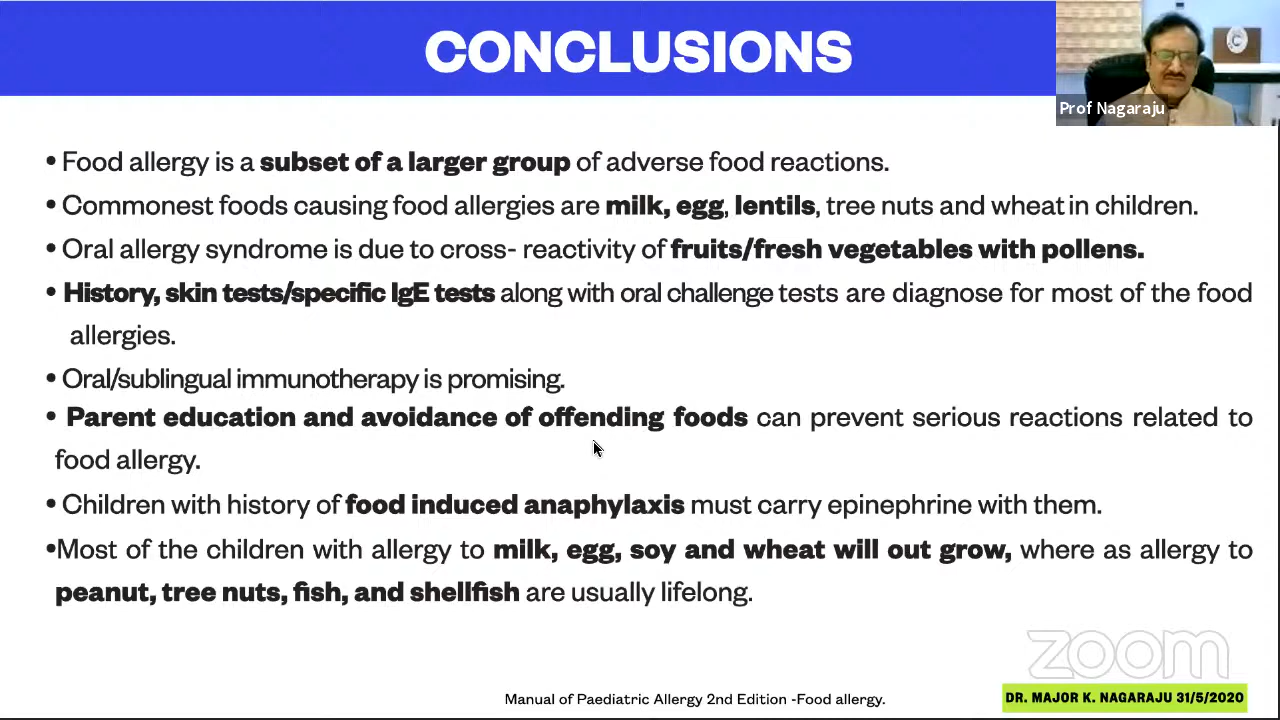 CONCLUSIONS
Prof Nagaraju
• Food allergy is a subset of a larger group of adverse food reactions.
• Commonest foods causing food allergies are milk, egg, lentils, tree nuts and wheat in children.
• Oral allergy syndrome is due to cross- reactivity of fruits/fresh vegetables with pollens.
• History, skin tests/specific IgE tests along with oral challenge tests are diagnose for most of the food
allergies.
• Oral/sublingual immunotherapy is promising.
• Parent education and avoidance of offending foods can prevent serious reactions related to
food allergy.
• Children with history of food induced anaphylaxis must carry epinephrine with them.
•Most of the children with allergy to milk, egg, soy and wheat will out grow, where as allergy to
peanut, tree nuts, fish, and shellfish are usually lifelong.
zoom
Manual of Paediatric Allergy 2nd Edition -Food allergy.
DR. MAJOR K. NAGARAJU 31/5/2020